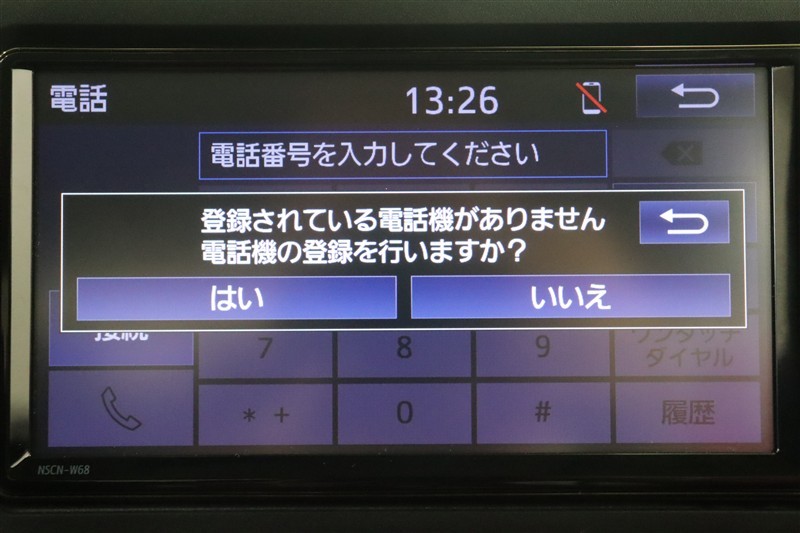 電話
13:26
電話番号を入力してください
登録されている電話機がありません
電話機の登録を行いますか？
はい
いいえ
接続
7
8
9
ワンタッチ
ダイヤル
* +
0
#
履歴
NSCN-W68